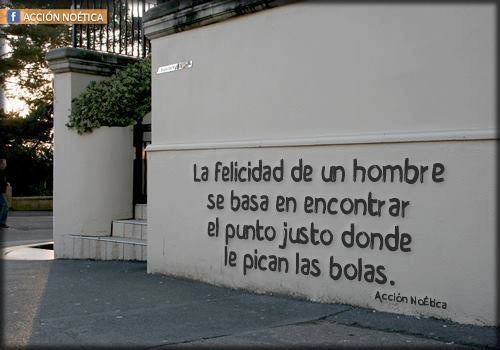 ACCIÓN NOÉTICA
La felicidad de un hombre
se basa en encontrar
el punto justo donde
le pican las bolas.
Acción NoÉtica